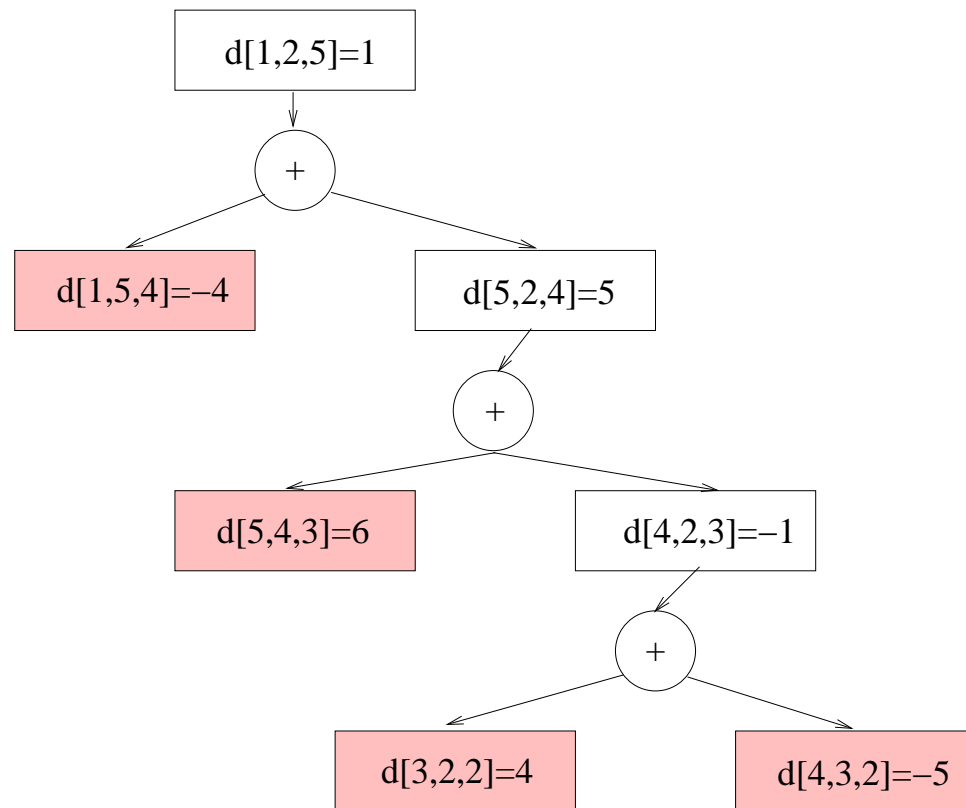 d[1,2,5]=1
+
d[1,5,4]=−4
d[5,2,4]=5
+
d[5,4,3]=6
d[4,2,3]=−1
+
d[3,2,2]=4
d[4,3,2]=−5